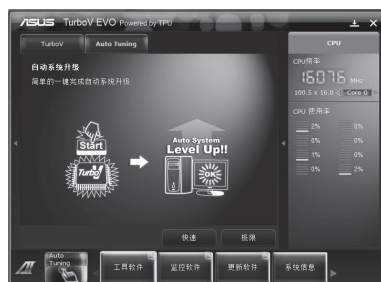 ASUS TurboV EVO Powered by TPU
TurboV Auto Tuning
自动系统升级
简单的一键完成自动系统升级
Start
Turbo!
Auto System
Level Up!!
OK
快速 极限
CPU
CPU频率
1607.6 MHz
100.5 x 16.0 Core 0
CPU 使用率
2% 0%
0% 0%
1% 0%
0% 2%
Auto
Tuning
工具软件 监控软件 更新软件 系统信息